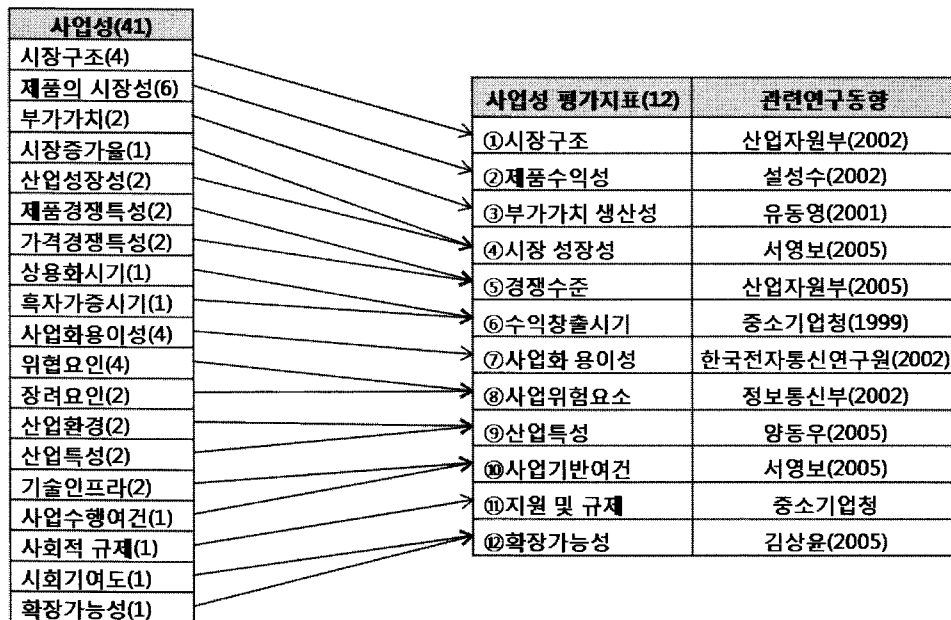 사업성(41)
시장구조(4)
제품의 시장성(6)
부가가치(2)
시장증가율(1)
산업성장성(2)
제품경쟁특성(2)
가격경쟁특성(2)
상용화시기(1)
흑자가증시기(1)
사업화용이성(4)
위협요인(4)
장려요인(2)
산업환경(2)
산업특성(2)
기술인프라(2)
사업수행여건(1)
사회적 규제(1)
시회기여도(1)
확장가능성(1)
사업성 평가지표(12) 관련연구동향
①시장구조 산업자원부(2002)
②제품수익성 설성수(2002)
③부가가치 생산성 유동영(2001)
④시장 성장성 서영보(2005)
⑤경쟁수준 산업자원부(2005)
⑥수익창출시기 중소기업청(1999)
⑦사업화 용이성 한국전자통신연구원(2002)
⑧사업위험요소 정보통신부(2002)
⑨산업특성 양동우(2005)
⑩사업기반여건 서영보(2005)
⑪지원 및 규제 중소기업청
⑫확장가능성 김상윤(2005)